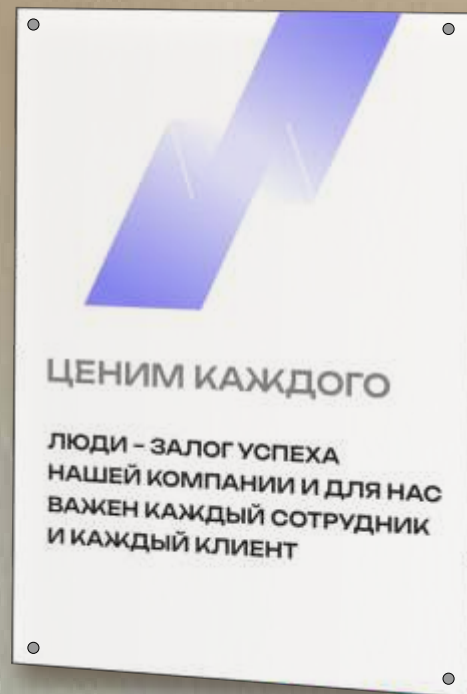 ЦЕНИМ КАЖДОГО
ЛЮДИ – ЗАЛОГ УСПЕХА
НАШЕЙ КОМПАНИИ И ДЛЯ НАС
ВАЖЕН КАЖДЫЙ СОТРУДНИК
И КАЖДЫЙ КЛИЕНТ